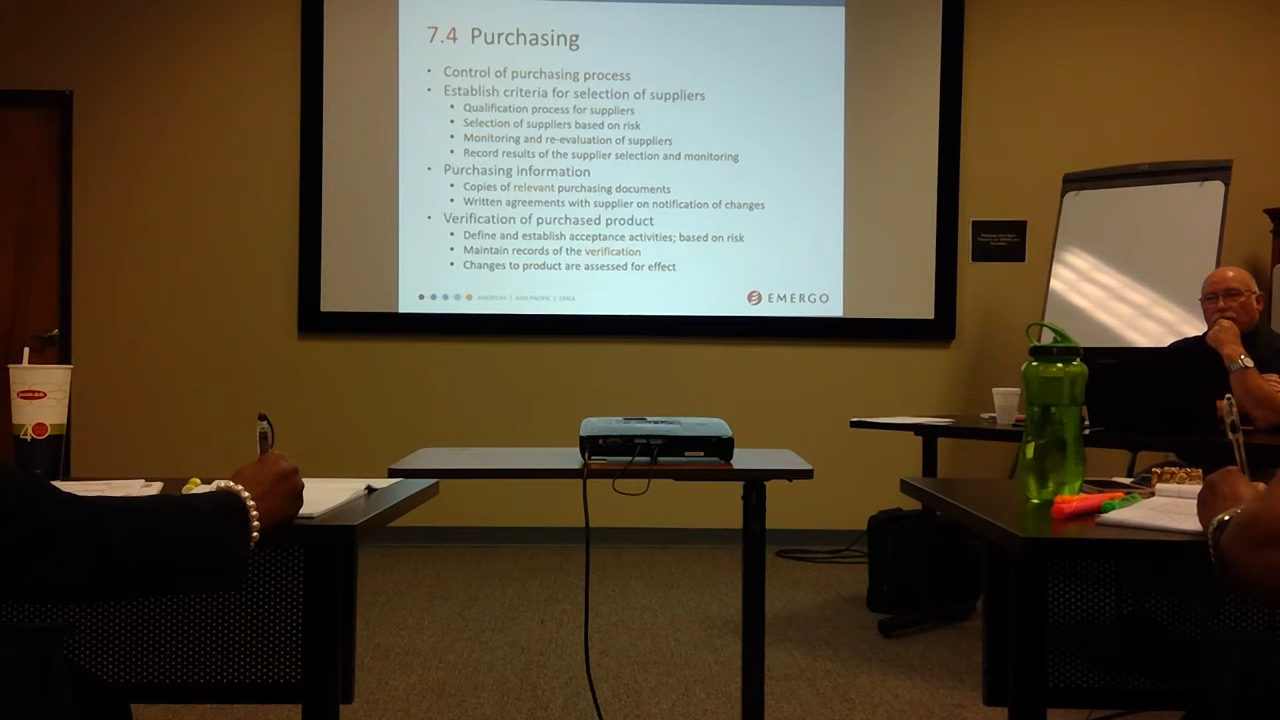 7.4 Purchasing
• Control of purchasing process
• Establish criteria for selection of suppliers
• Qualification process for suppliers
• Selection of suppliers based on risk
• Monitoring and re-evaluation of suppliers
• Record results of the supplier selection and monitoring
• Purchasing information
• Copies of relevant purchasing documents
• Written agreements with supplier on notification of changes
• Verification of purchased product
• Define and establish acceptance activities; based on risk
• Maintain records of the verification
• Changes to product are assessed for effect
AMERICAS | ASIA PACIFIC | EMEA
EMERGO
40